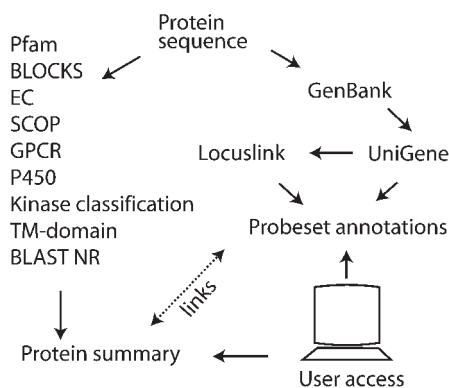 Protein
sequence
Pfam
BLOCKS
EC
SCOP
GPCR
P450
Kinase classification
TM-domain
BLAST NR
GenBank
Locuslink
UniGene
Probeset annotations
links
Protein summary
User access